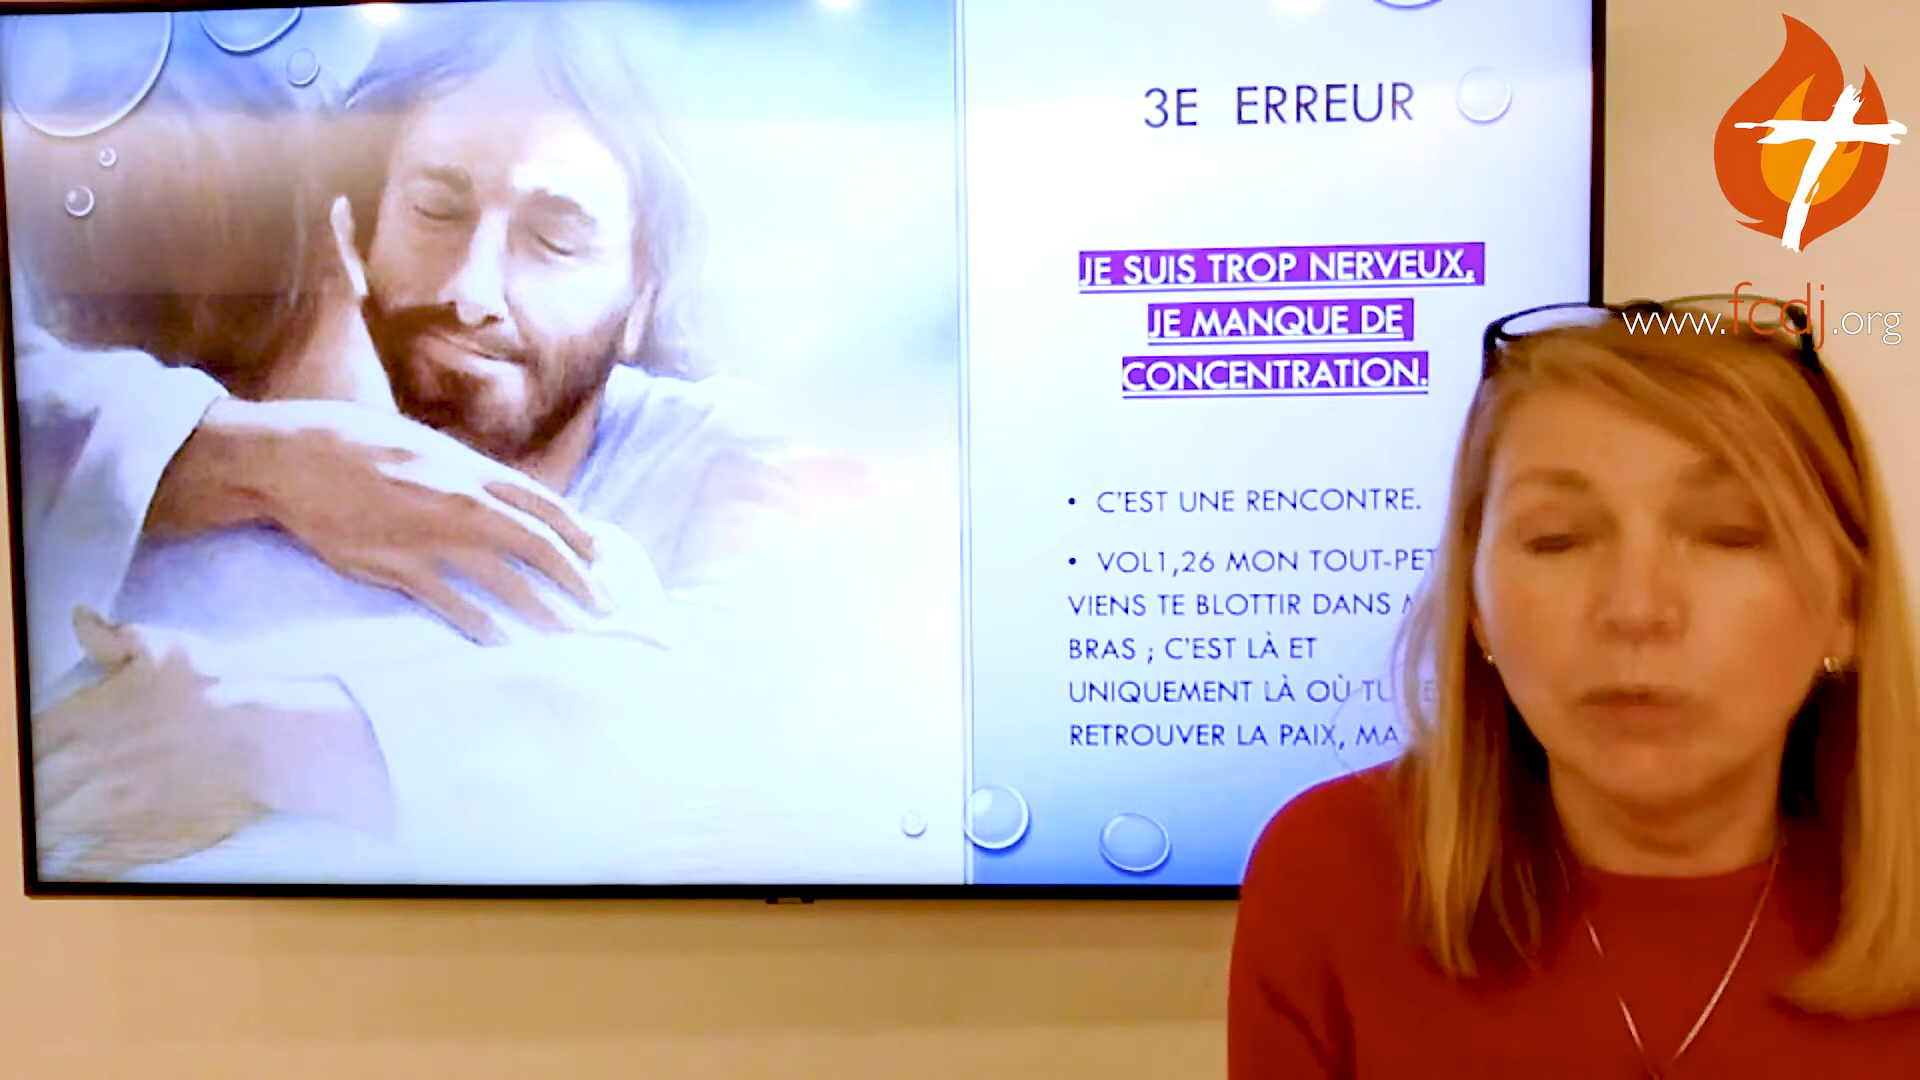 3E ERREUR
JE SUIS TROP NERVEUX,
JE MANQUE DE
CONCENTRATION.
• C'EST UNE RENCONTRE.
• VOL1,26 MON TOUT-PET
VIENS TE BLOTTIR DANS
BRAS ; C'EST LÀ ET
UNIQUEMENT LÀ OÙ TU
RETROUVER LA PAIX, MA
www.fcdj.org